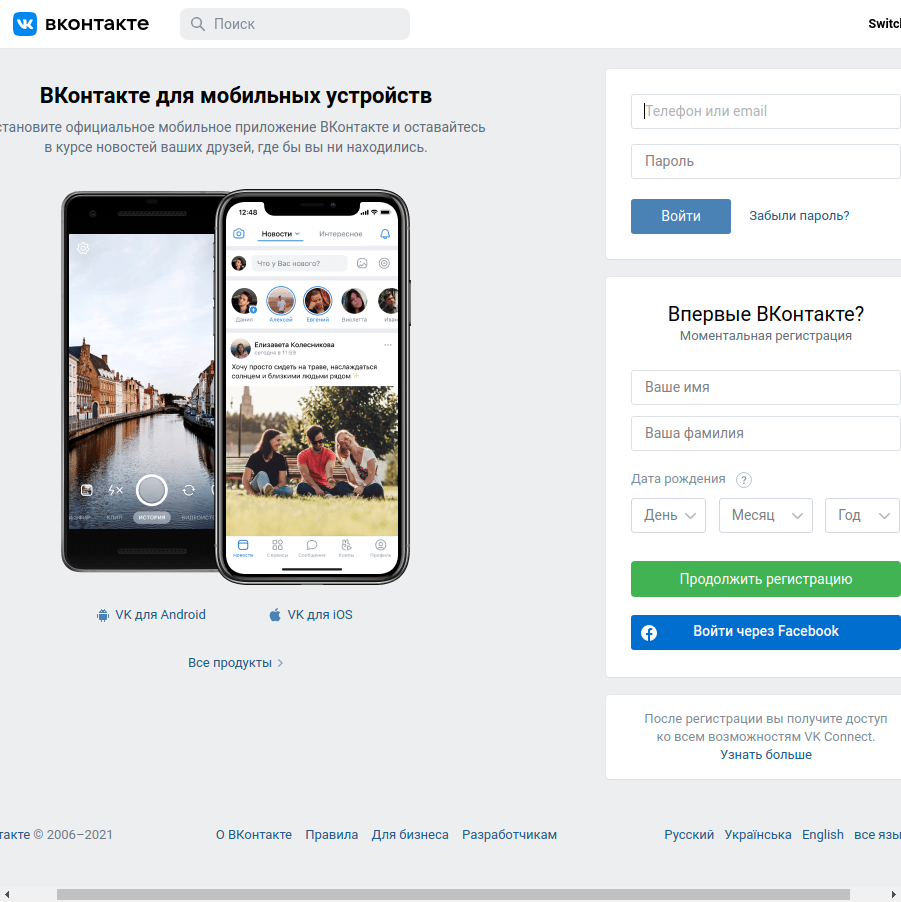 вконтакте
Поиск
ВКонтакте для мобильных устройств
становите официальное мобильное приложение ВКонтакте и оставайтесь
в курсе новостей ваших друзей, где бы вы ни находились.
12:48
Новости
Интересное
Что у Вас нового?
Данил Алексей Евгений Виолетта
Елизавета Колесникова
сегодня в 11:59
Хочу просто сидеть на траве, наслаждаться
солнцем и близкими людьми рядом
КЛИП ИСТОРИЯ
Новости Сервисы Сообщения Клипы Профиль
VK для Android
VK для iOS
Все продукты
Телефон или email
Пароль
Войти
Забыли пароль?
Впервые ВКонтакте?
Моментальная регистрация
Ваше имя
Ваша фамилия
Дата рождения ?
День Месяц Год
Продолжить регистрацию
Войти через Facebook
После регистрации вы получите доступ
ко всем возможностям VK Connect.
Узнать больше
такте © 2006–2021
О ВКонтакте Правила Для бизнеса Разработчикам
Русский Українська English все язы